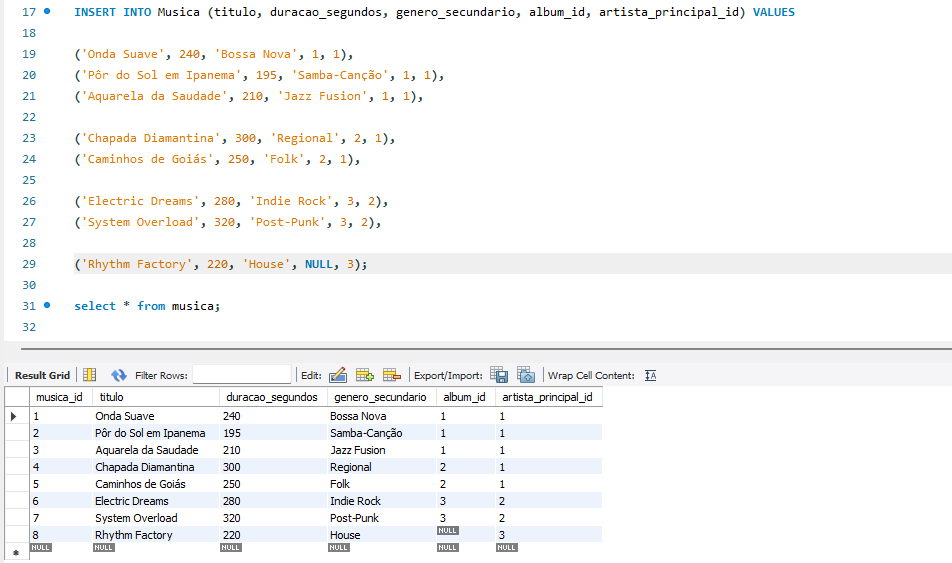 17 INSERT INTO Musica (titulo, duracao_segundos, genero_secundario, album_id, artista_principal_id) VALUES
18
19 ('Onda Suave', 240, 'Bossa Nova', 1, 1),
20 ('Pôr do Sol em Ipanema', 195, 'Samba-Canção', 1, 1),
21 ('Aquarela da Saudade', 210, 'Jazz Fusion', 1, 1),
22
23 ('Chapada Diamantina', 300, 'Regional', 2, 1),
24 ('Caminhos de Goiás', 250, 'Folk', 2, 1),
25
26 ('Electric Dreams', 280, 'Indie Rock', 3, 2),
27 ('System Overload', 320, 'Post-Punk', 3, 2),
28
29 ('Rhythm Factory', 220, 'House', NULL, 3);
30
31 select * from musica;
32
Result Grid Filter Rows: Edit: Export/Import: Wrap Cell Content: IA
musica_id titulo duracao_segundos genero_secundario album_id artista_principal_id
1 Onda Suave 240 Bossa Nova 1 1
2 Pôr do Sol em Ipanema 195 Samba-Canção 1 1
3 Aquarela da Saudade 210 Jazz Fusion 1 1
4 Chapada Diamantina 300 Regional 2 1
5 Caminhos de Goiás 250 Folk 2 1
6 Electric Dreams 280 Indie Rock 3 2
7 System Overload 320 Post-Punk 3 2
8 Rhythm Factory 220 House NULL 3
NULL NULL NULL NULL NULL NULL